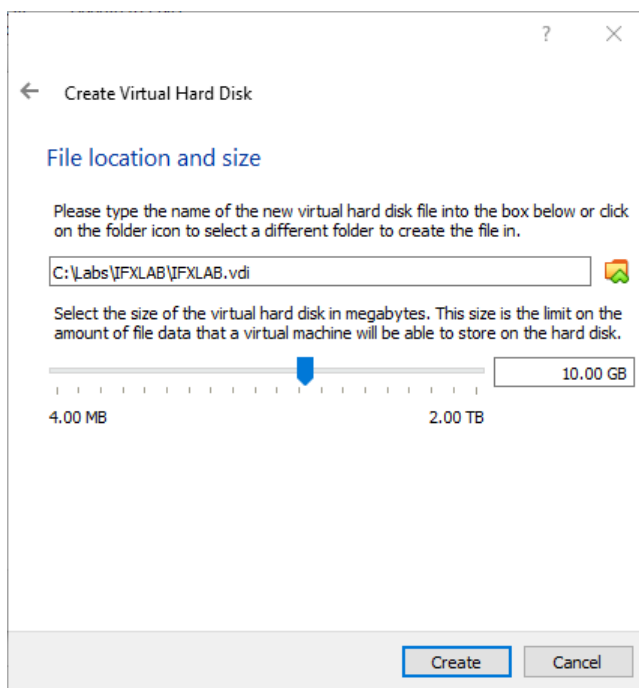 ?
Create Virtual Hard Disk
File location and size
Please type the name of the new virtual hard disk file into the box below or click
on the folder icon to select a different folder to create the file in.
C:\Labs\IFXLAB\IFXLAB.vdi
Select the size of the virtual hard disk in megabytes. This size is the limit on the
amount of file data that a virtual machine will be able to store on the hard disk.
10.00 GB
4.00 MB 2.00 TB
Create Cancel